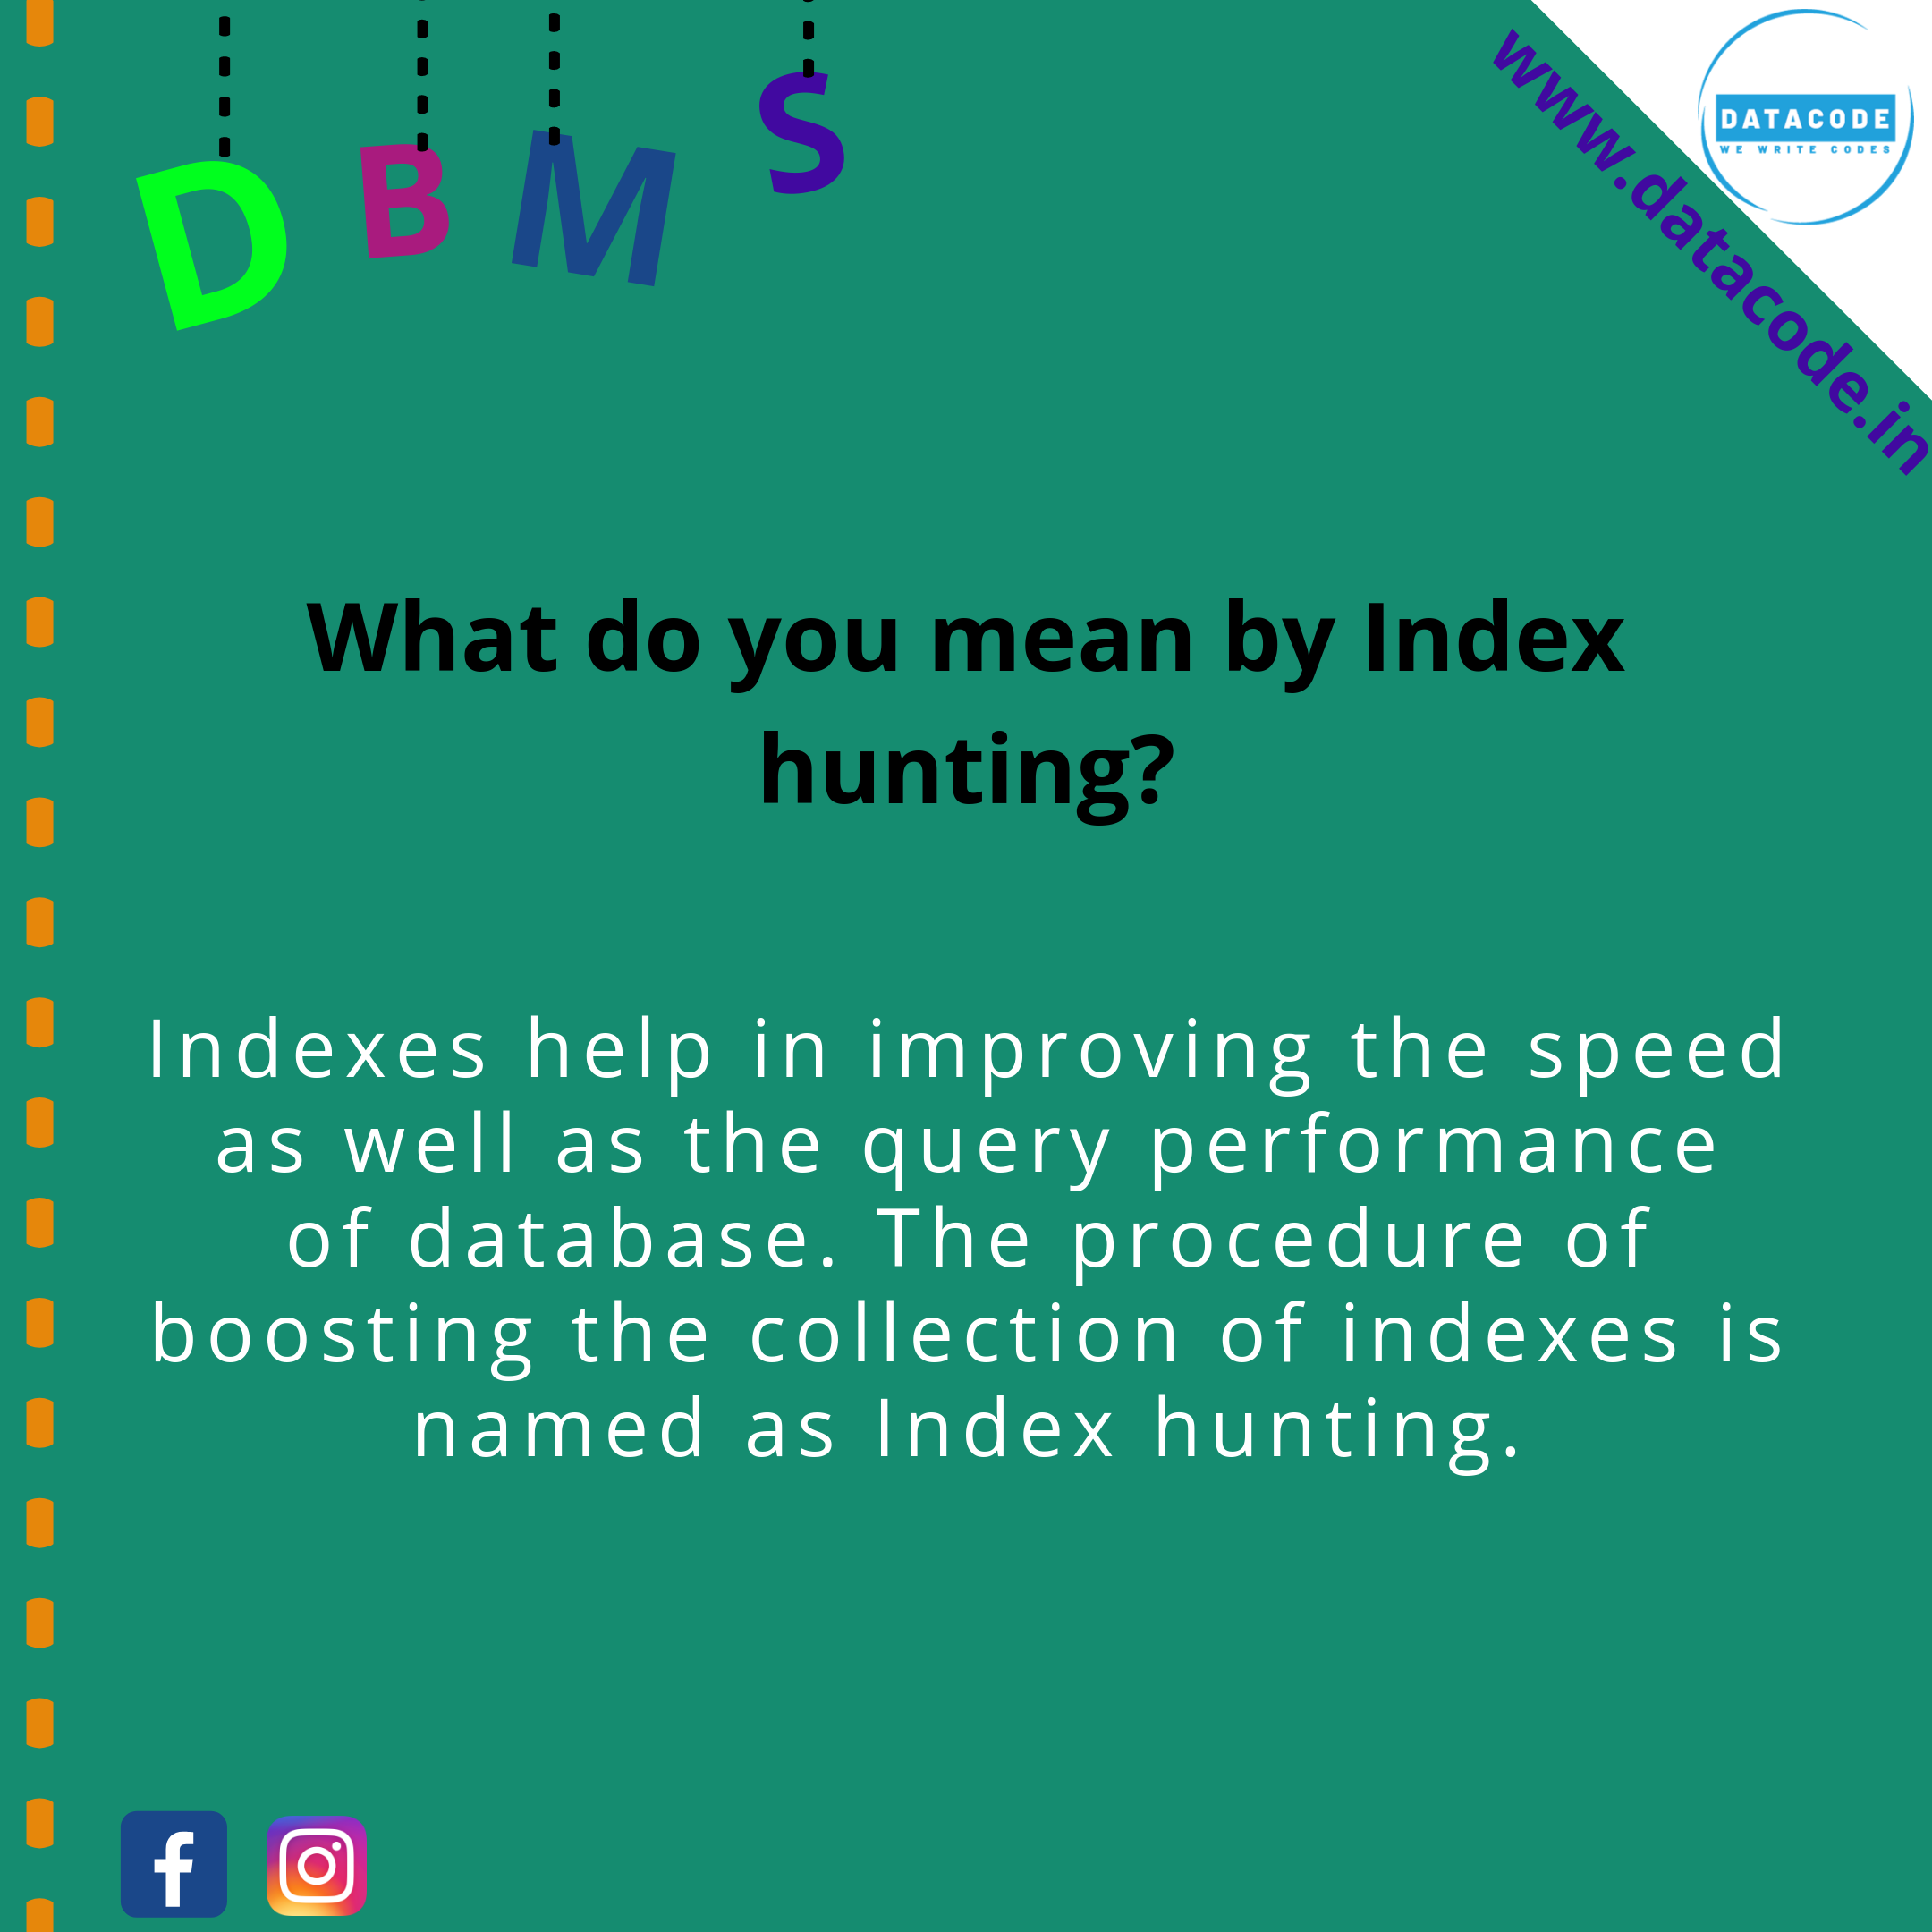 DBMS
www.datacode.in
DATACODE
WE WRITE CODES
What do you mean by Index
hunting?
Indexes help in improving the speed
as well as the query performance
of database. The procedure of
boosting the collection of indexes is
named as Index hunting.